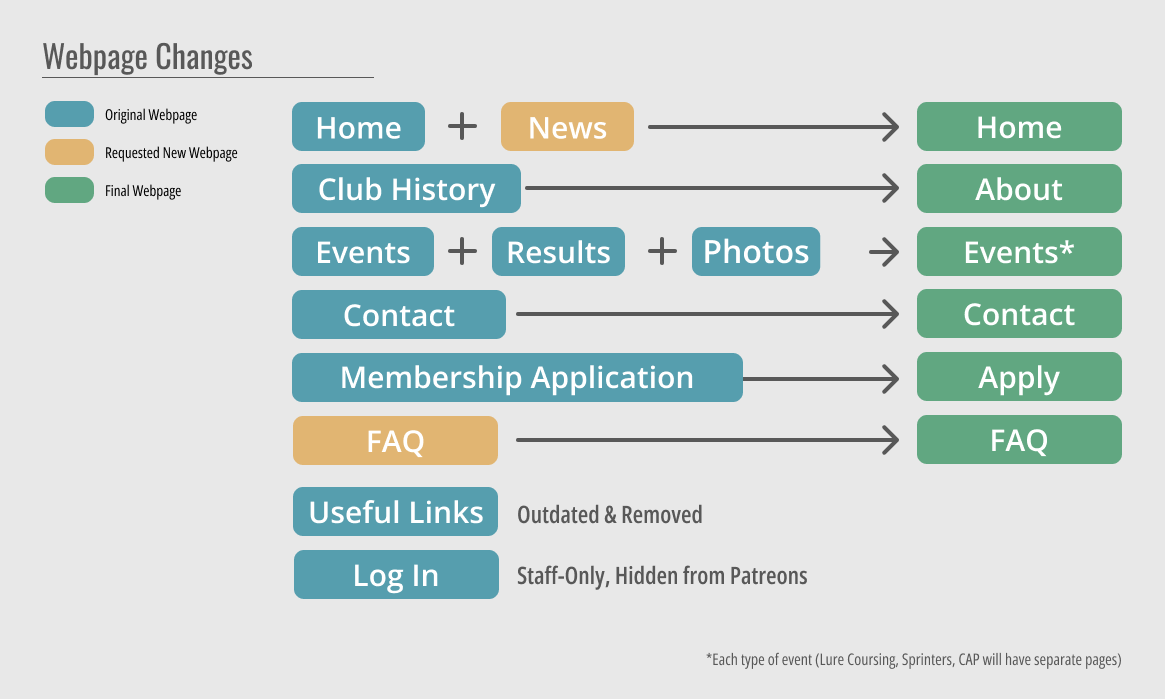 Webpage Changes
Original Webpage
Requested New Webpage
Final Webpage
Home + News Home
Club History About
Events + Results + Photos Events*
Contact Contact
Membership Application Apply
FAQ FAQ
Useful Links Outdated & Removed
Log In Staff-Only, Hidden from Patreons
*Each type of event (Lure Coursing, Sprinters, CAP will have separate pages)